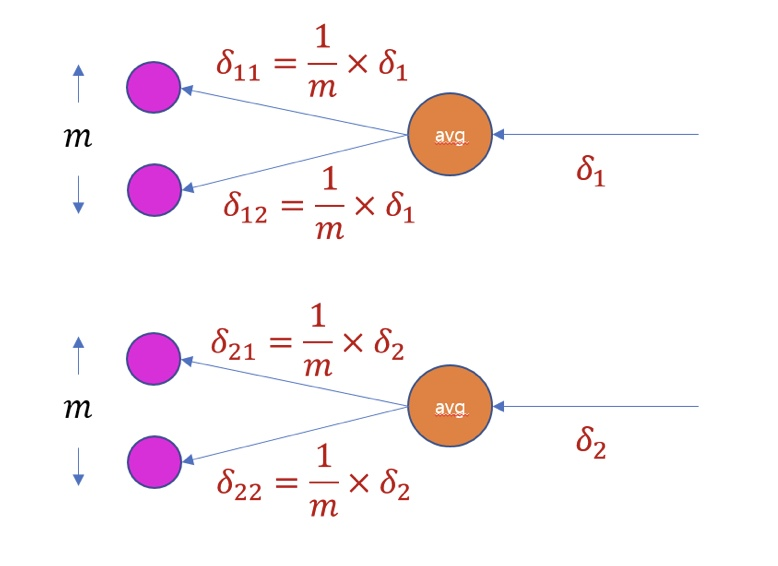 δ₁₁ = 1/m × δ₁
m
avg
δ₁
δ₁₂ = 1/m × δ₁
δ₂₁ = 1/m × δ₂
m
avg
δ₂
δ₂₂ = 1/m × δ₂